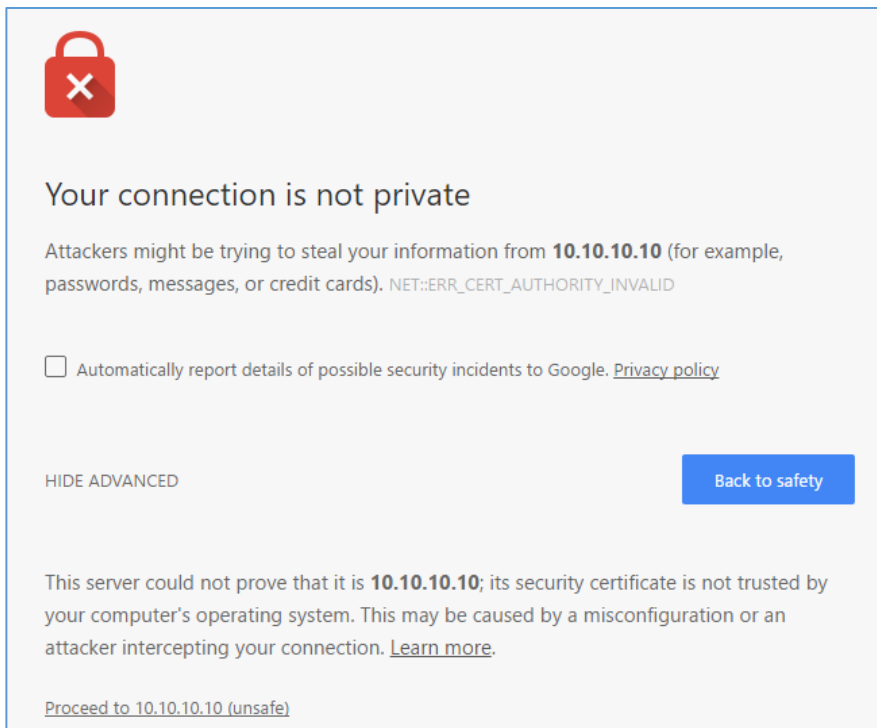 Your connection is not private
Attackers might be trying to steal your information from 10.10.10.10 (for example,
passwords, messages, or credit cards). NET::ERR_CERT_AUTHORITY_INVALID
Automatically report details of possible security incidents to Google. Privacy policy
HIDE ADVANCED
Back to safety
This server could not prove that it is 10.10.10.10; its security certificate is not trusted by
your computer's operating system. This may be caused by a misconfiguration or an
attacker intercepting your connection. Learn more.
Proceed to 10.10.10.10 (unsafe)